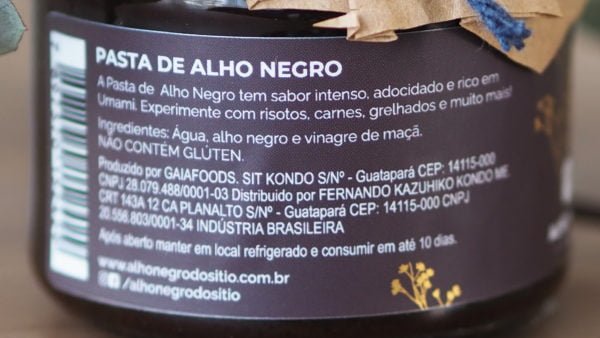 PASTA DE ALHO NEGRO
A Pasta de Alho Negro tem sabor intenso, adocidado e rico em
Umami. Experimente com risotos, carnes, grelhados e muito mais!
Ingredientes: Água, alho negro e vinagre de maçã.
NÃO CONTÉM GLÚTEN.
Produzido por GAIAFOODS. SIT KONDO S/Nº - Guatapará CEP: 14115-000
CNPJ 28.079.488/0001-03 Distribuido por FERNANDO KAZUHIKO KONDO ME
CRT 143A 12 CA PLANALTO S/Nº - Guatapará CEP: 14115-000 CNPJ
20.556.803/0001-34 INDÚSTRIA BRASILEIRA
Após aberto manter em local refrigerado e consumir em até 10 dias.
www.alhonegrodositio.com.br
/alhonegrodositio